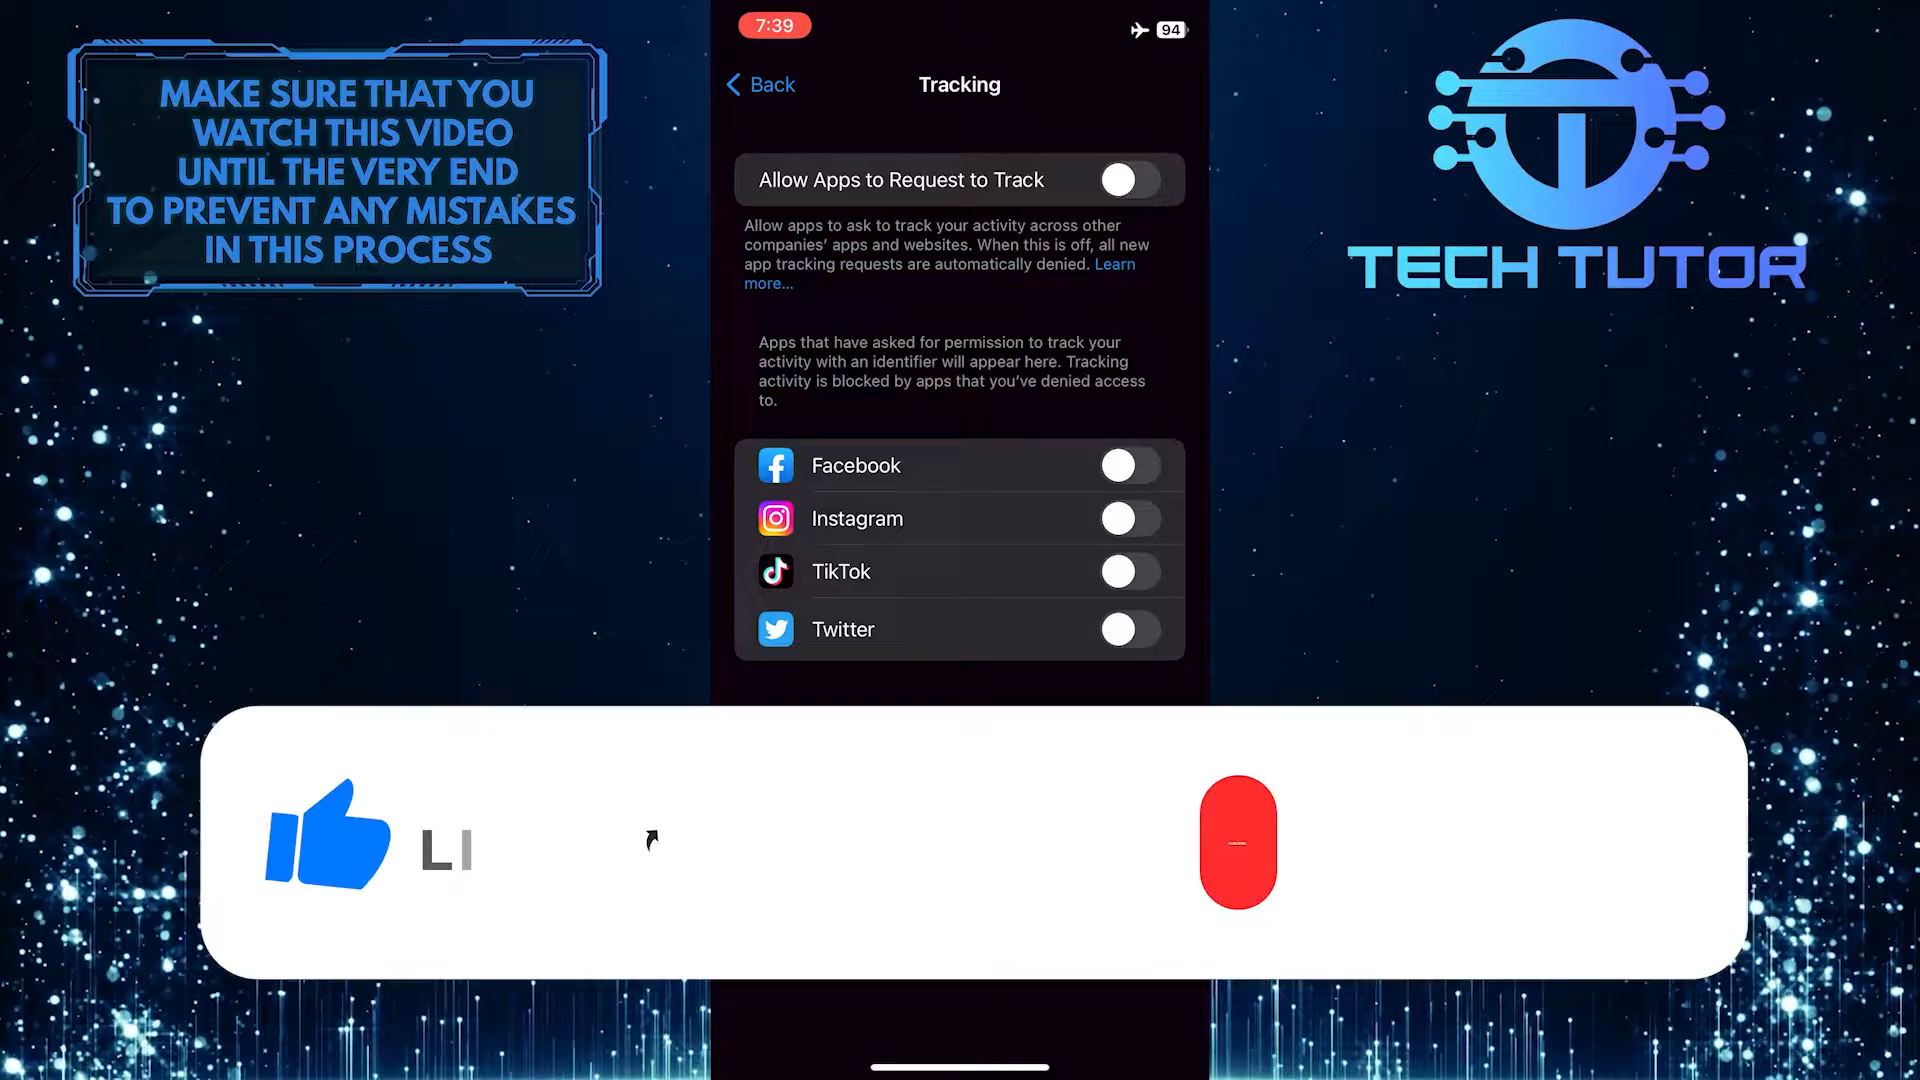 MAKE SURE THAT YOU
WATCH THIS VIDEO
UNTIL THE VERY END
TO PREVENT ANY MISTAKES
IN THIS PROCESS
7:39
94
Back
Tracking
TECH TUTOR
Allow Apps to Request to Track
Allow apps to ask to track your activity across other
companies' apps and websites. When this is off, all new
app tracking requests are automatically denied. Learn
more...
Apps that have asked for permission to track your
activity with an identifier will appear here. Tracking
activity is blocked by apps that you've denied access
to.
Facebook
Instagram
TikTok
Twitter
LI